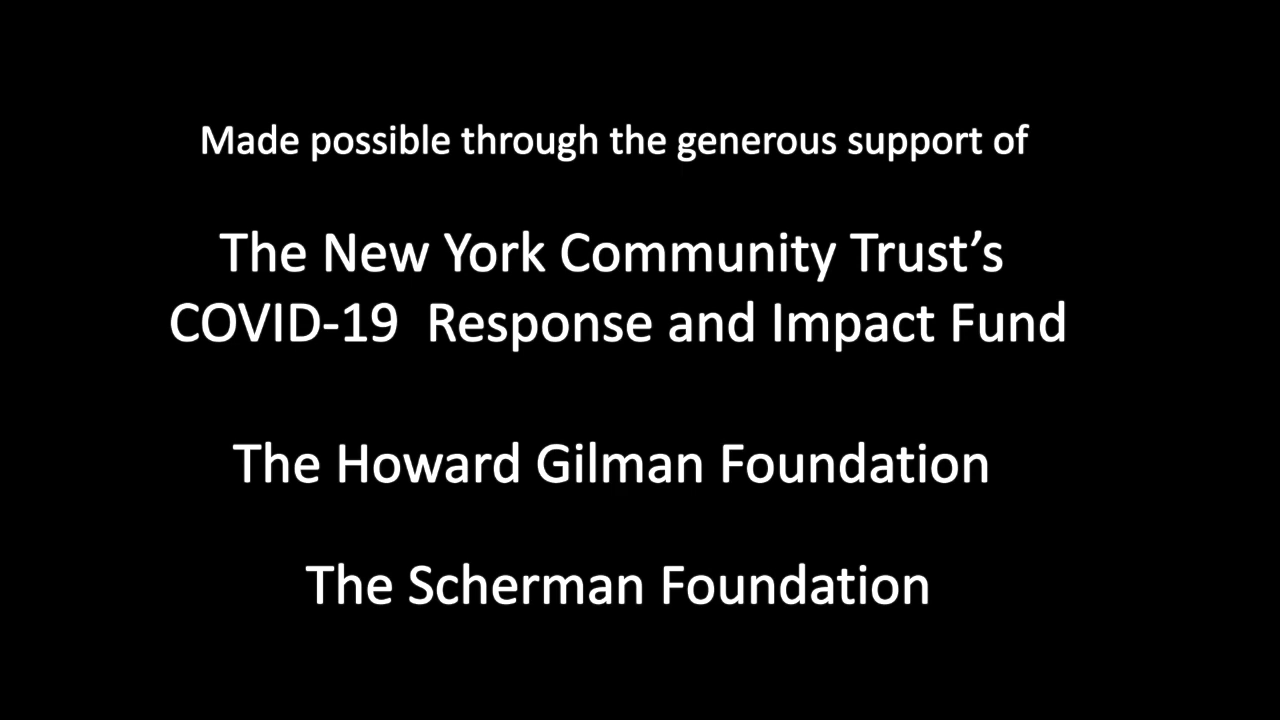 Made possible through the generous support of
The New York Community Trust’s
COVID-19  Response and Impact Fund
The Howard Gilman Foundation
The Scherman Foundation